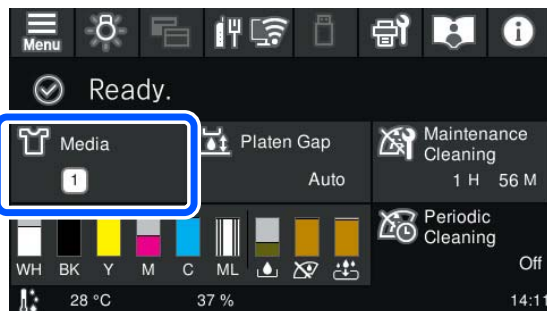 Menu
Ready.
Media
1
Platen Gap
Auto
Maintenance
Cleaning
1 H 56 M
WH BK Y M C ML
Periodic
Cleaning
Off
28 °C 37 % 14:11